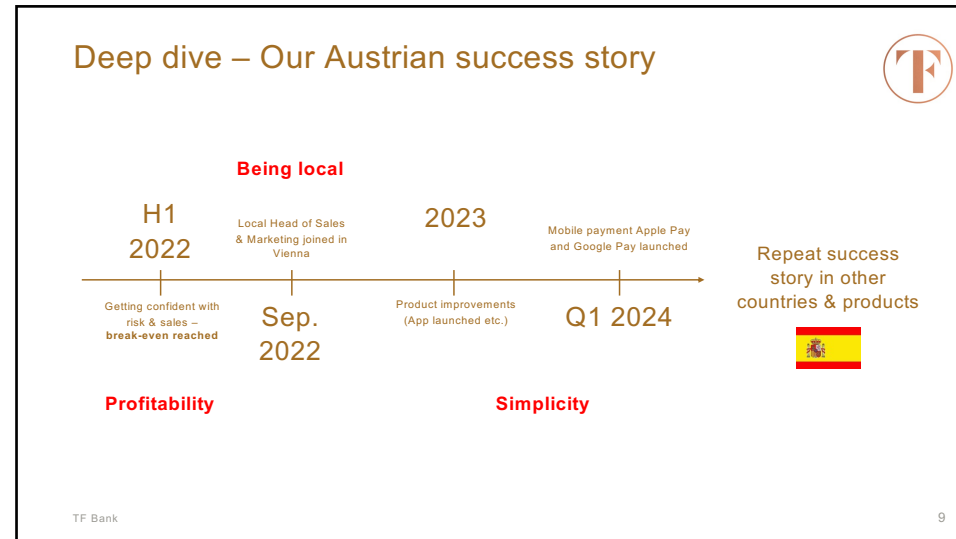 Deep dive – Our Austrian success story
TF
Being local
H1
2022
Local Head of Sales
& Marketing joined in
Vienna
2023
Mobile payment Apple Pay
and Google Pay launched
Getting confident with
risk & sales –
break-even reached
Sep.
2022
Product improvements
(App launched etc.)
Q1 2024
Repeat success
story in other
countries & products
Profitability
Simplicity
TF Bank
9